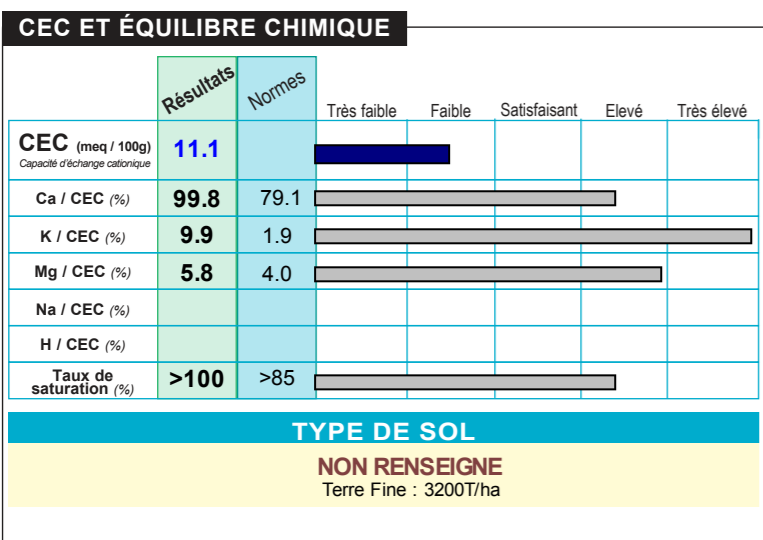 CEC ET ÉQUILIBRE CHIMIQUE
Résultats Normes Très faible Faible Satisfaisant Elevé Très élevé
CEC (meq / 100g) 11.1
Capacité d'échange cationique
Ca / CEC (%) 99.8 79.1
K / CEC (%) 9.9 1.9
Mg / CEC (%) 5.8 4.0
Na / CEC (%)
H / CEC (%)
Taux de
saturation (%) >100 >85
TYPE DE SOL
NON RENSEIGNE
Terre Fine : 3200T/ha